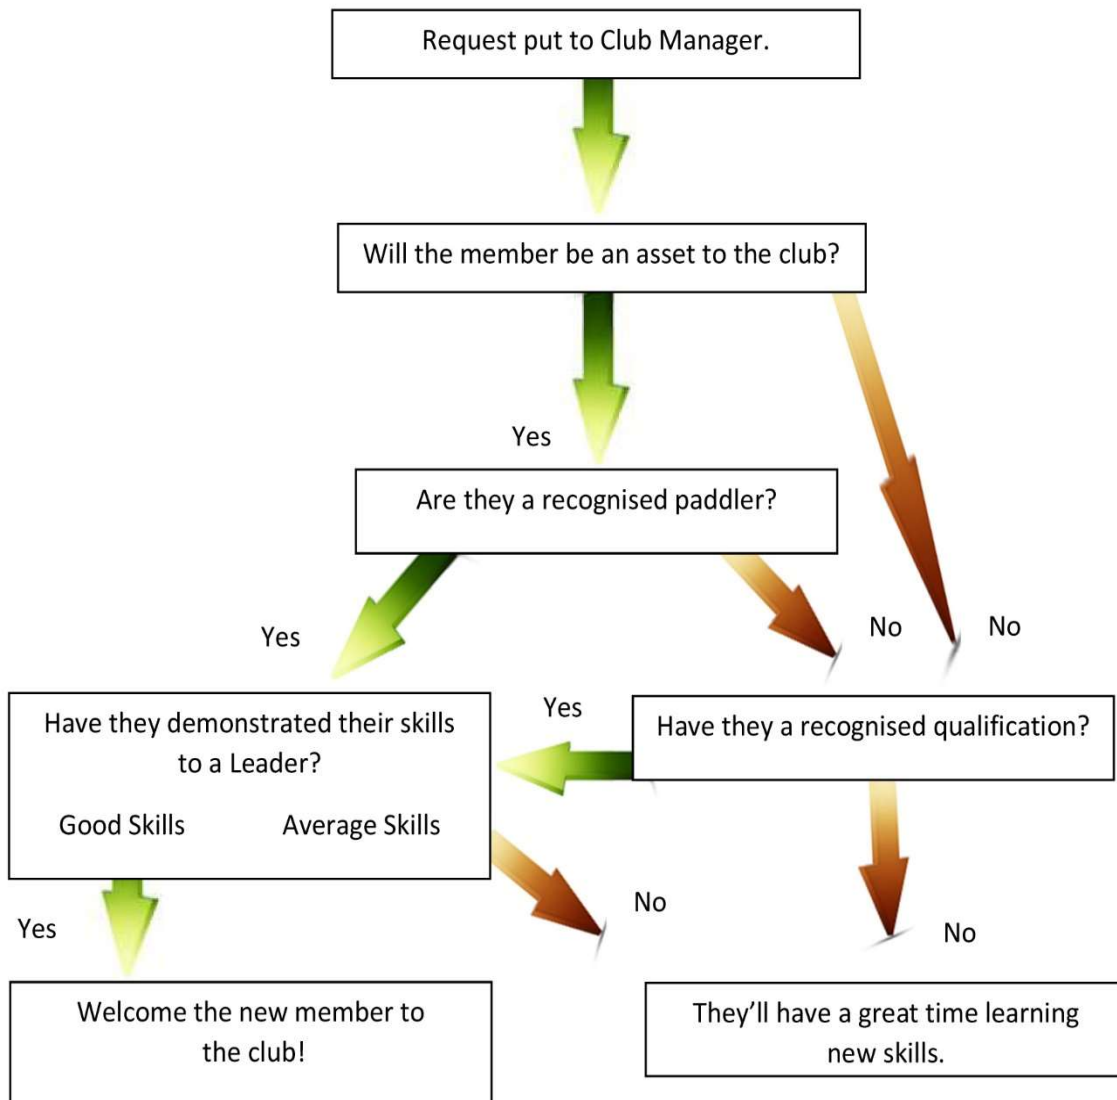 Request put to Club Manager.
Will the member be an asset to the club?
Yes
Are they a recognised paddler?
Yes
No
No
Have they demonstrated their skills
to a Leader?
Good Skills
Average Skills
Yes
Have they a recognised qualification?
Yes
No
No
Welcome the new member to
the club!
They’ll have a great time learning
new skills.